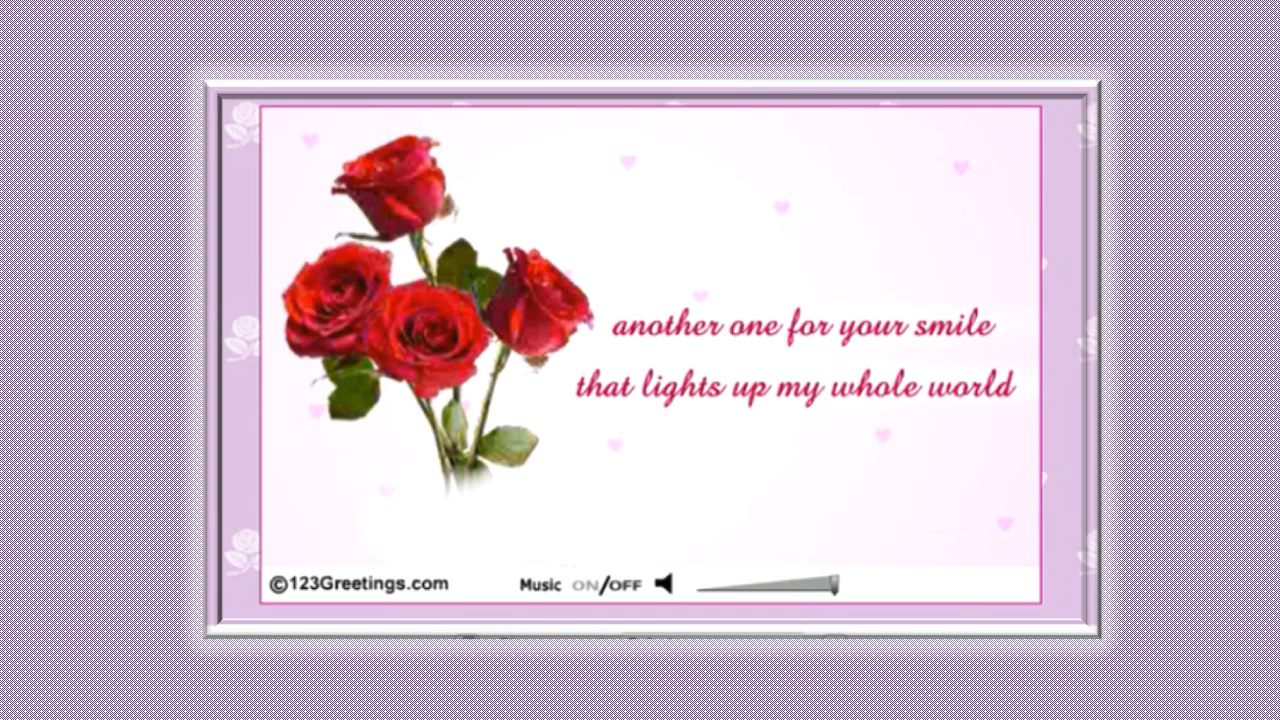 another one for your smile
that lights up my whole world
©123Greetings.com
Music ON/OFF